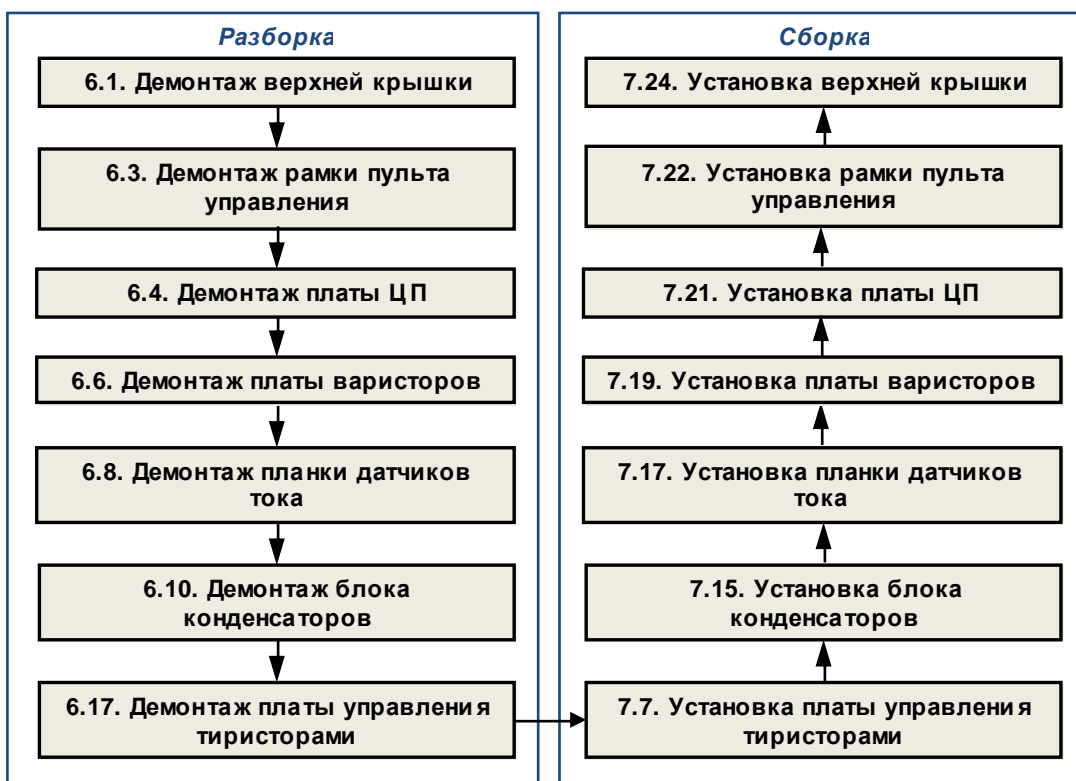 Разборка
6.1. Демонтаж верхней крышки
6.3. Демонтаж рамки пульта
управления
6.4. Демонтаж платы ЦП
6.6. Демонтаж платы варисторов
6.8. Демонтаж планки датчиков
тока
6.10. Демонтаж блока
конденсаторов
6.17. Демонтаж платы управления
тиристорами
Сборка
7.24. Установка верхней крышки
7.22. Установка рамки пульта
управления
7.21. Установка платы ЦП
7.19. Установка платы варисторов
7.17. Установка планки датчиков
тока
7.15. Установка блока
конденсаторов
7.7. Установка платы управления
тиристорами